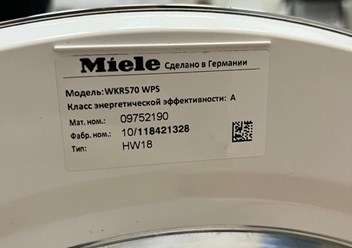 Miele Сделано в Германии
Модель: WKR570 WPS
Класс энергетической эффективности: A
Мат. ном.: 09752190
Фабр. ном.: 10/118421328
Тип: HW18